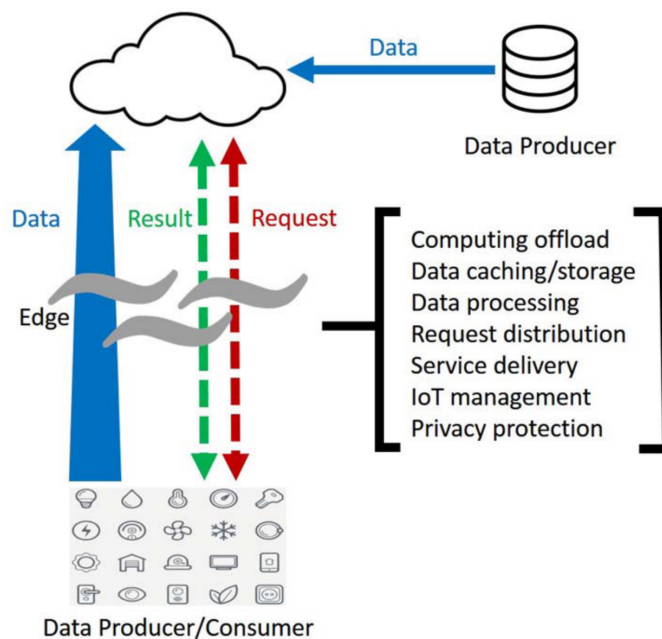 Data
Data Producer
Data
Result
Request
Edge
Computing offload
Data caching/storage
Data processing
Request distribution
Service delivery
IoT management
Privacy protection
Data Producer/Consumer